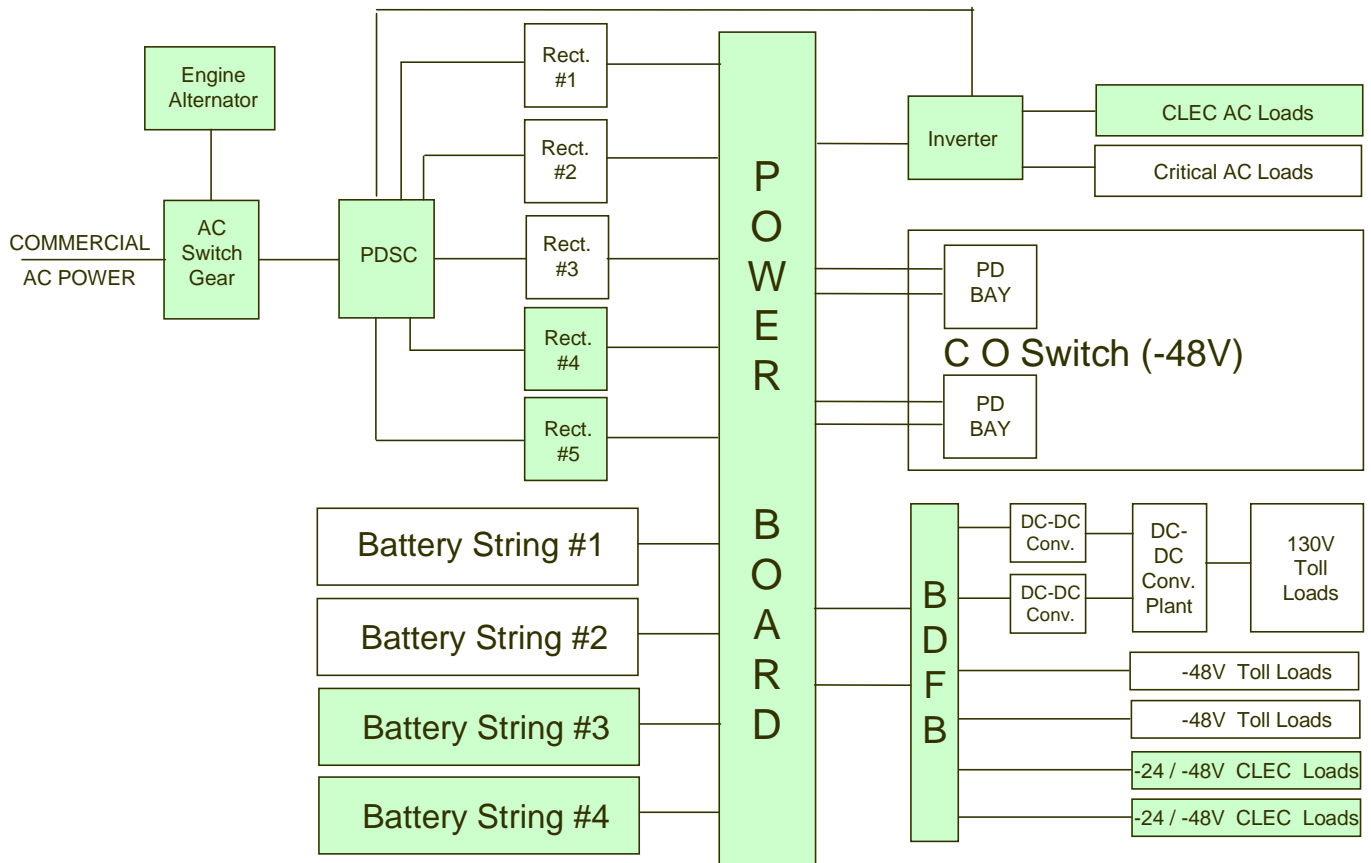 Engine
Alternator
COMMERCIAL
AC POWER
AC
Switch
Gear
PDSC
Rect.
#1
Rect.
#2
Rect.
#3
Rect.
#4
Rect.
#5
Battery String #1
Battery String #2
Battery String #3
Battery String #4
P
O
W
E
R
B
O
A
R
D
Inverter
CLEC AC Loads
Critical AC Loads
PD
BAY
C O Switch (-48V)
PD
BAY
B
D
F
B
DC-DC
Conv.
DC-DC
Conv.
DC-
DC
Conv.
Plant
130V
Toll
Loads
-48V Toll Loads
-48V Toll Loads
-24 / -48V CLEC Loads
-24 / -48V CLEC Loads